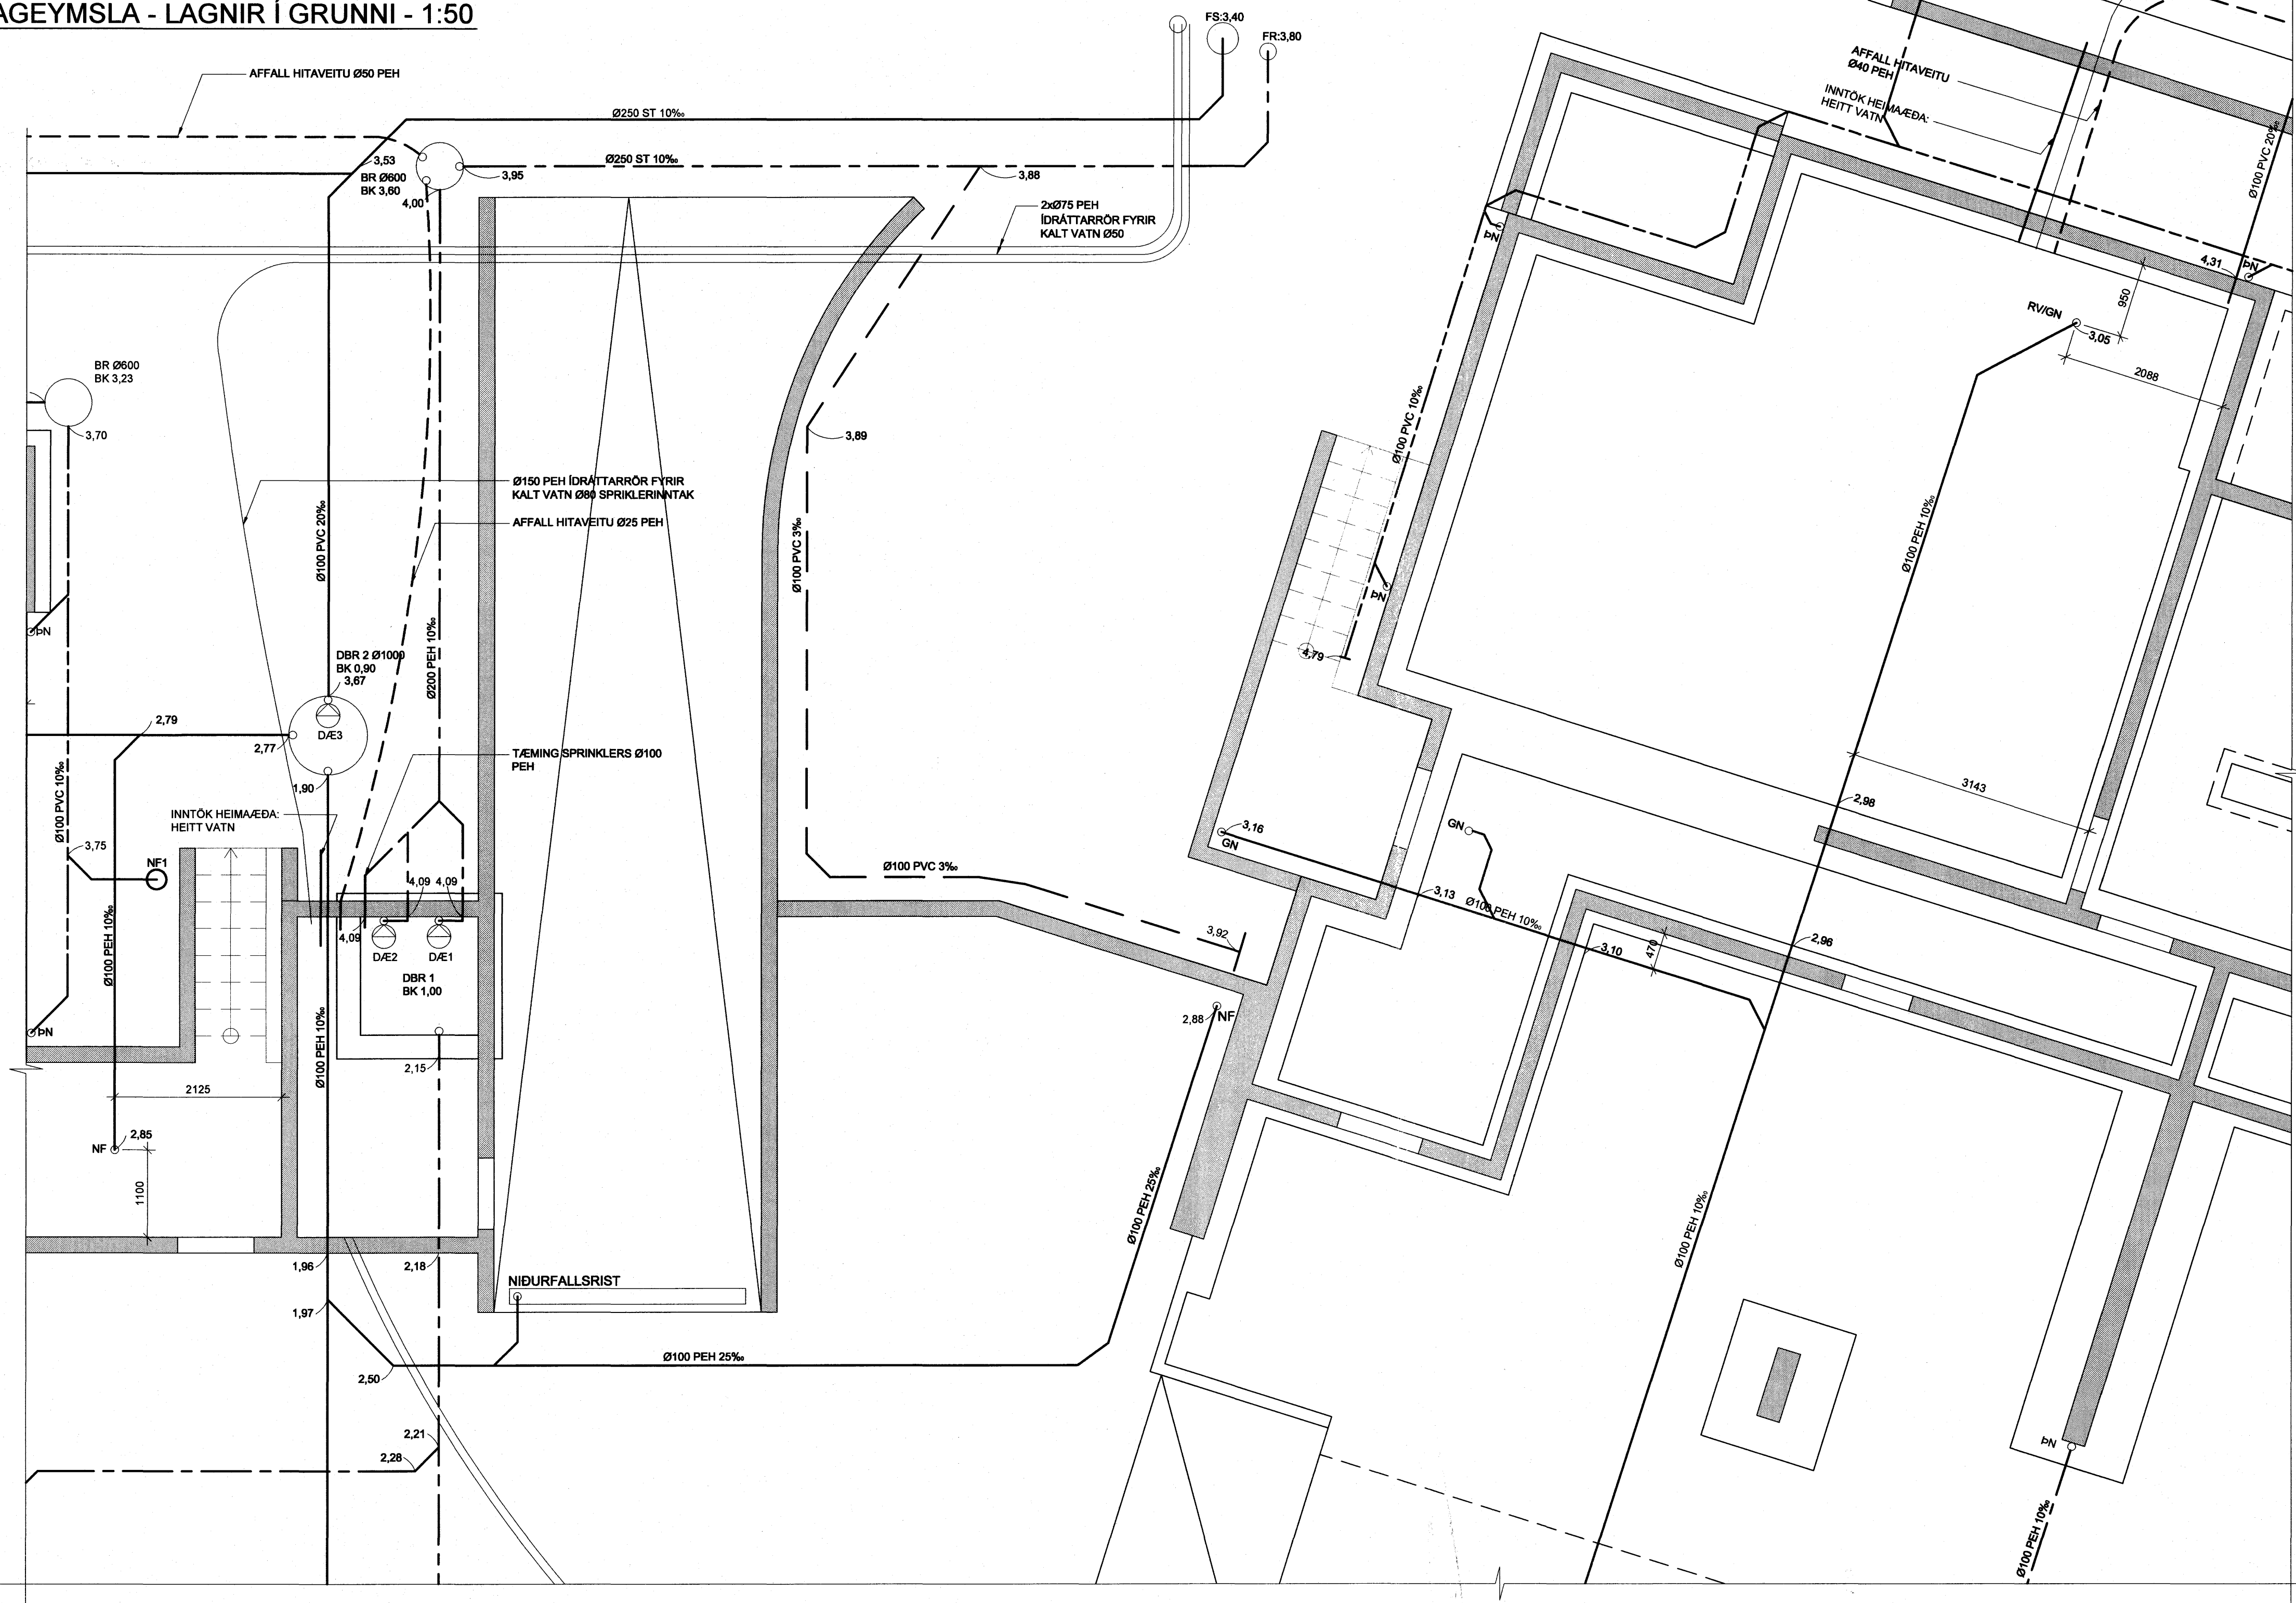 AGEYMSLA - LAGNIR Í GRUNNI - 1:50
FS:3,40
FR:3,80
AFFALL HITAVEITU Ø50 PEH
Ø250 ST 10‰
3,53
BR Ø600
BK 3,60
4,00
3,95
Ø250 ST 10‰
3,88
2xØ75 PEH
ÍDRÁTTARRÖR FYRIR
KALT VATN Ø50
AFFALL HITAVEITU
Ø40 PEH
INNTÖK HEIMAÆÐA:
HEITT VATN
Ø100 PVC 20‰
ÞN
4,31
ÞN
950
RV/GN
3,05
2088
BR Ø600
BK 3,23
3,70
3,89
Ø100 PVC 10‰
Ø150 PEH ÍDRÁTTARRÖR FYRIR
KALT VATN Ø80 SPRIKLERINNTAK
AFFALL HITAVEITU Ø25 PEH
Ø100 PVC 20‰
Ø100 PVC 3‰
Ø100 PEH 10‰
ÞN
ÞN
4,79
Ø200 PEH 10‰
DBR 2 Ø1000
BK 0,90
3,67
DÆ3
2,79
2,77
1,90
TÆMING SPRINKLERS Ø100
PEH
3143
2,98
INNTÖK HEIMAÆÐA:
HEITT VATN
Ø100 PVC 10‰
3,75
NF1
3,16
GN
GN
Ø100 PVC 3‰
4,09
4,09
4,09
3,13
Ø100 PEH 10‰
3,10
470
2,96
3,92
DÆ2
DÆ1
DBR 1
BK 1,00
Ø100 PEH 10‰
2,88
NF
ÞN
Ø100 PEH 10‰
2,15
2125
2,85
NF
1100
Ø100 PEH 25‰
Ø100 PEH 10‰
1,96
2,18
NIÐURFALLSRIST
1,97
Ø100 PEH 25‰
2,50
2,21
2,28
ÞN
Ø100 PEH 10‰